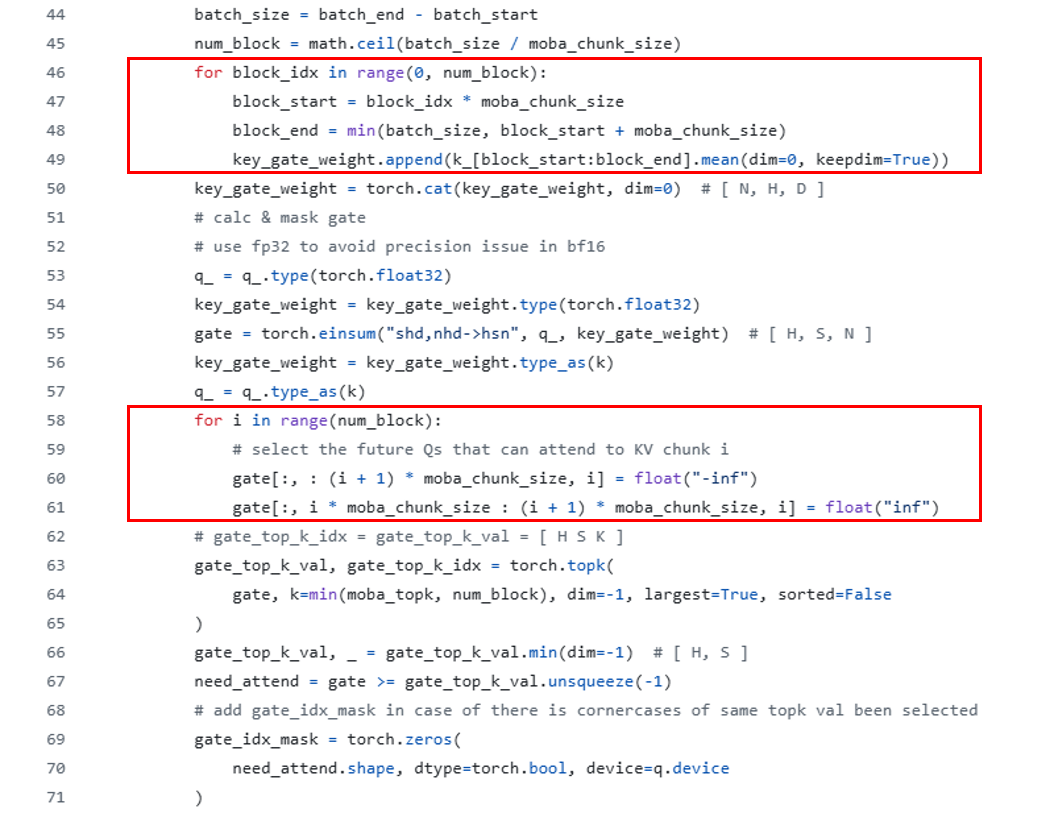 44 batch_size = batch_end - batch_start
45 num_block = math.ceil(batch_size / moba_chunk_size)
46 for block_idx in range(0, num_block):
47 block_start = block_idx * moba_chunk_size
48 block_end = min(batch_size, block_start + moba_chunk_size)
49 key_gate_weight.append(k_[block_start:block_end].mean(dim=0, keepdim=True))
50 key_gate_weight = torch.cat(key_gate_weight, dim=0)  # [ N, H, D ]
51 # calc & mask gate
52 # use fp32 to avoid precision issue in bf16
53 q_ = q_.type(torch.float32)
54 key_gate_weight = key_gate_weight.type(torch.float32)
55 gate = torch.einsum("shd,nhd->hsn", q_, key_gate_weight)  # [ H, S, N ]
56 key_gate_weight = key_gate_weight.type_as(k)
57 q_ = q_.type_as(k)
58 for i in range(num_block):
59 # select the future Qs that can attend to KV chunk i
60 gate[:, : (i + 1) * moba_chunk_size, i] = float("-inf")
61 gate[:, i * moba_chunk_size : (i + 1) * moba_chunk_size, i] = float("inf")
62 # gate_top_k_idx = gate_top_k_val = [ H S K ]
63 gate_top_k_val, gate_top_k_idx = torch.topk(
64 gate, k=min(moba_topk, num_block), dim=-1, largest=True, sorted=False
65 )
66 gate_top_k_val, _ = gate_top_k_val.min(dim=-1)  # [ H, S ]
67 need_attend = gate >= gate_top_k_val.unsqueeze(-1)
68 # add gate_idx_mask in case of there is cornercases of same topk val been selected
69 gate_idx_mask = torch.zeros(
70 need_attend.shape, dtype=torch.bool, device=q.device
71 )